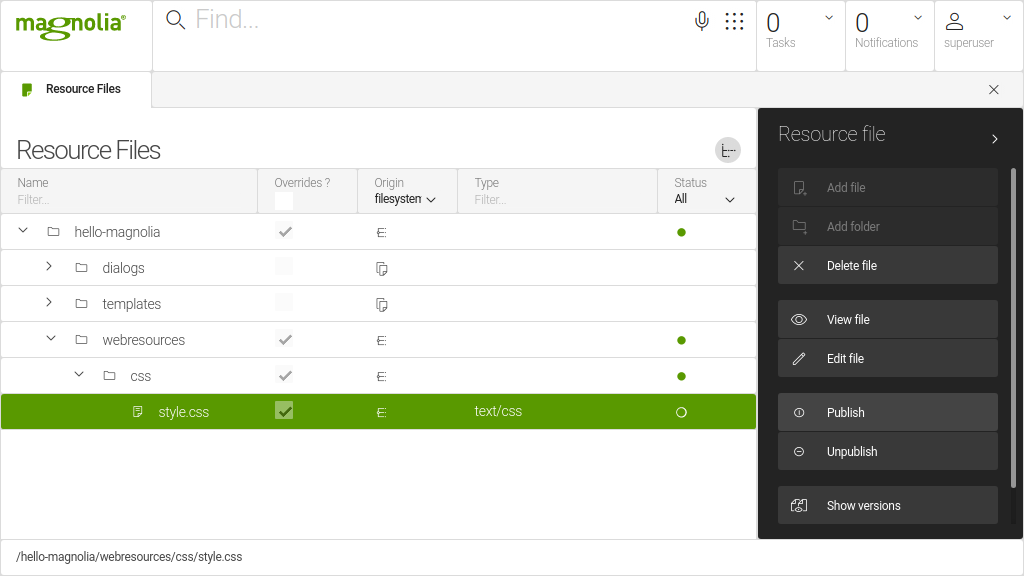 magnolia®
Find...
0
Tasks
0
Notifications
superuser
Resource Files
Resource Files
Name
Filter...
Overrides ?
Origin
filesystem
Type
Filter...
Status
All
hello-magnolia
dialogs
templates
webresources
css
style.css
text/css
Resource file
Add file
Add folder
Delete file
View file
Edit file
Publish
Unpublish
Show versions
/hello-magnolia/webresources/css/style.css